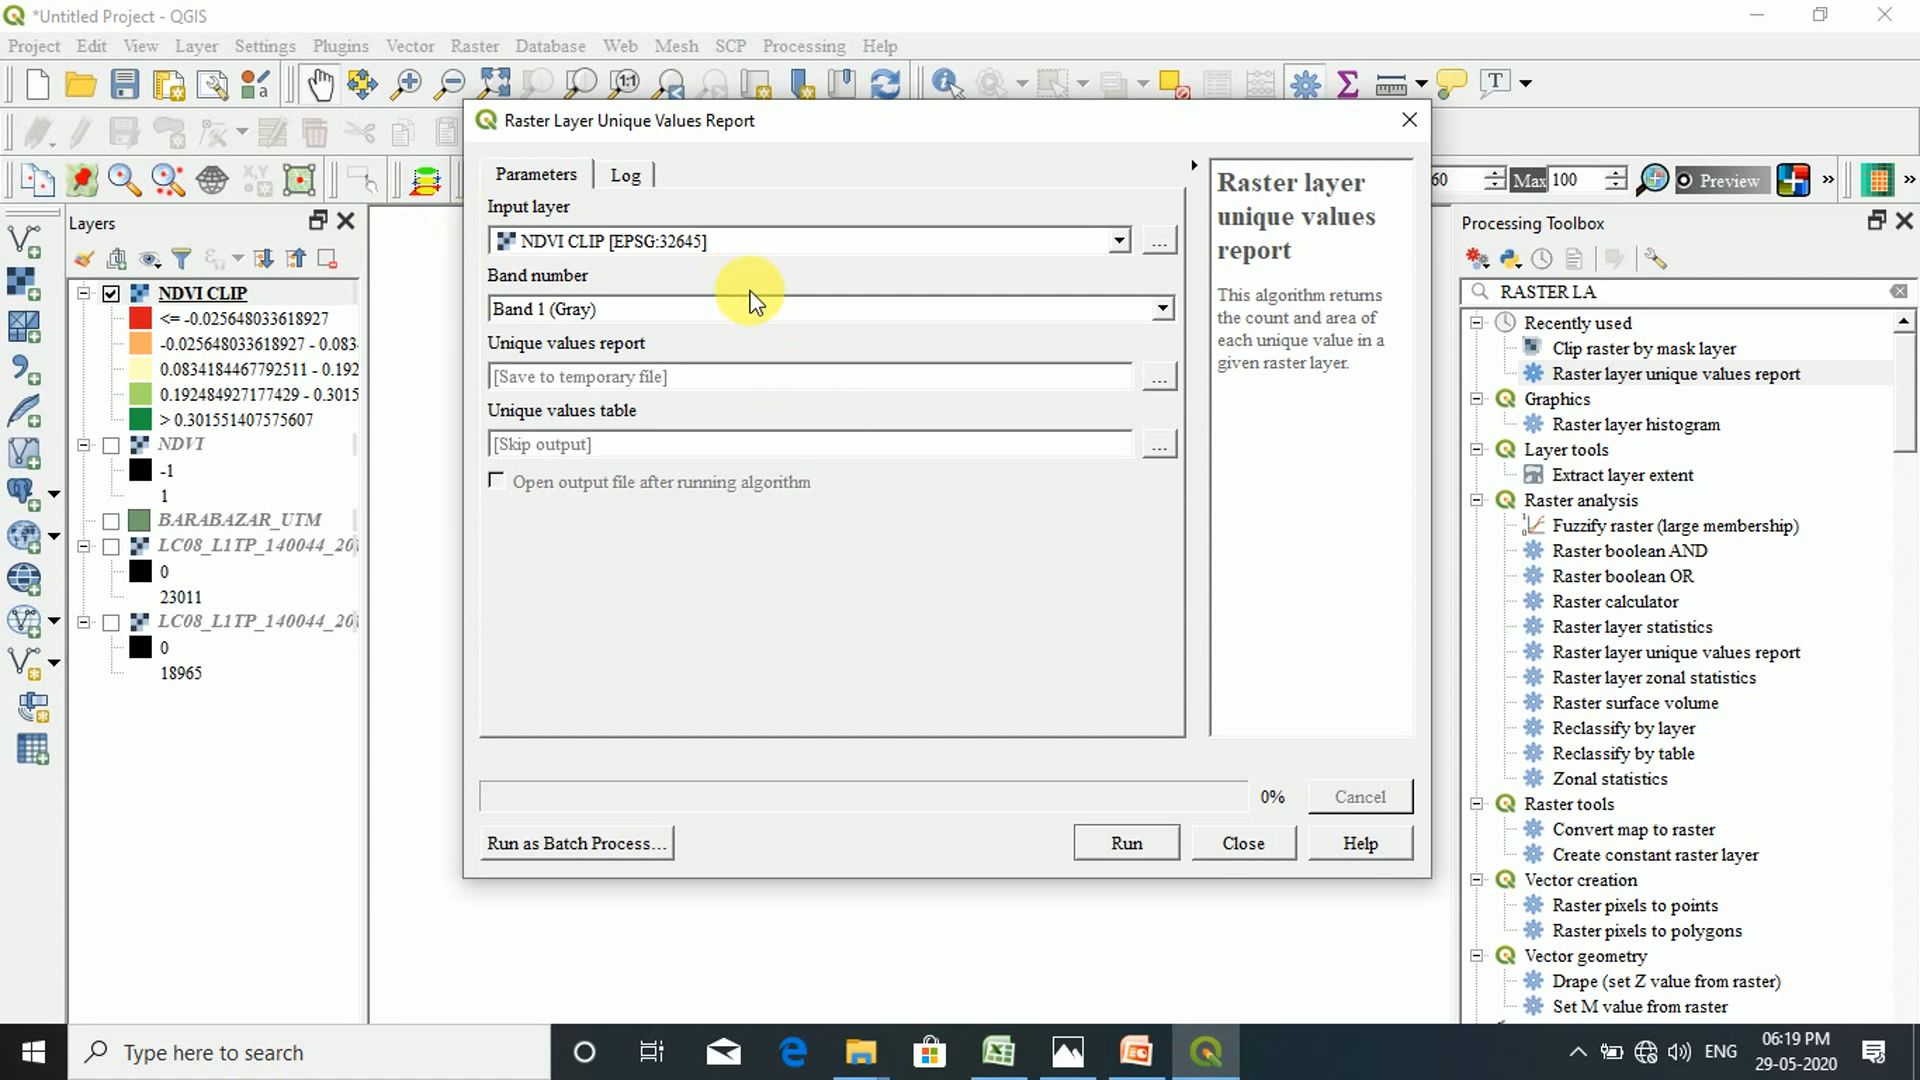 *Untitled Project - QGIS
Project Edit View Layer Settings Plugins Vector Raster Database Web Mesh SCP Processing Help
Raster Layer Unique Values Report
60 Max 100 Preview
Layers
NDVI CLIP
<= -0.025648033618927
-0.025648033618927 - 0.083
0.0834184467792511 - 0.192
0.192484927177429 - 0.3015
> 0.301551407575607
NDVI
-1
1
BARABAZAR_UTM
LC08_L1TP_140044_20
0
23011
LC08_L1TP_140044_20
0
18965
Parameters Log
Input layer
NDVI CLIP [EPSG:32645]
...
Band number
Band 1 (Gray)
Unique values report
[Save to temporary file]
...
Unique values table
[Skip output]
...
Open output file after running algorithm
Raster layer
unique values
report
This algorithm returns
the count and area of
each unique value in a
given raster layer.
0% Cancel
Run as Batch Process... Run Close Help
Processing Toolbox
RASTER LA
Recently used
Clip raster by mask layer
Raster layer unique values report
Graphics
Raster layer histogram
Layer tools
Extract layer extent
Raster analysis
Fuzzify raster (large membership)
Raster boolean AND
Raster boolean OR
Raster calculator
Raster layer statistics
Raster layer unique values report
Raster layer zonal statistics
Raster surface volume
Reclassify by layer
Reclassify by table
Zonal statistics
Raster tools
Convert map to raster
Create constant raster layer
Vector creation
Raster pixels to points
Raster pixels to polygons
Vector geometry
Drape (set Z value from raster)
Set M value from raster
Type here to search
ENG
06:19 PM
29-05-2020